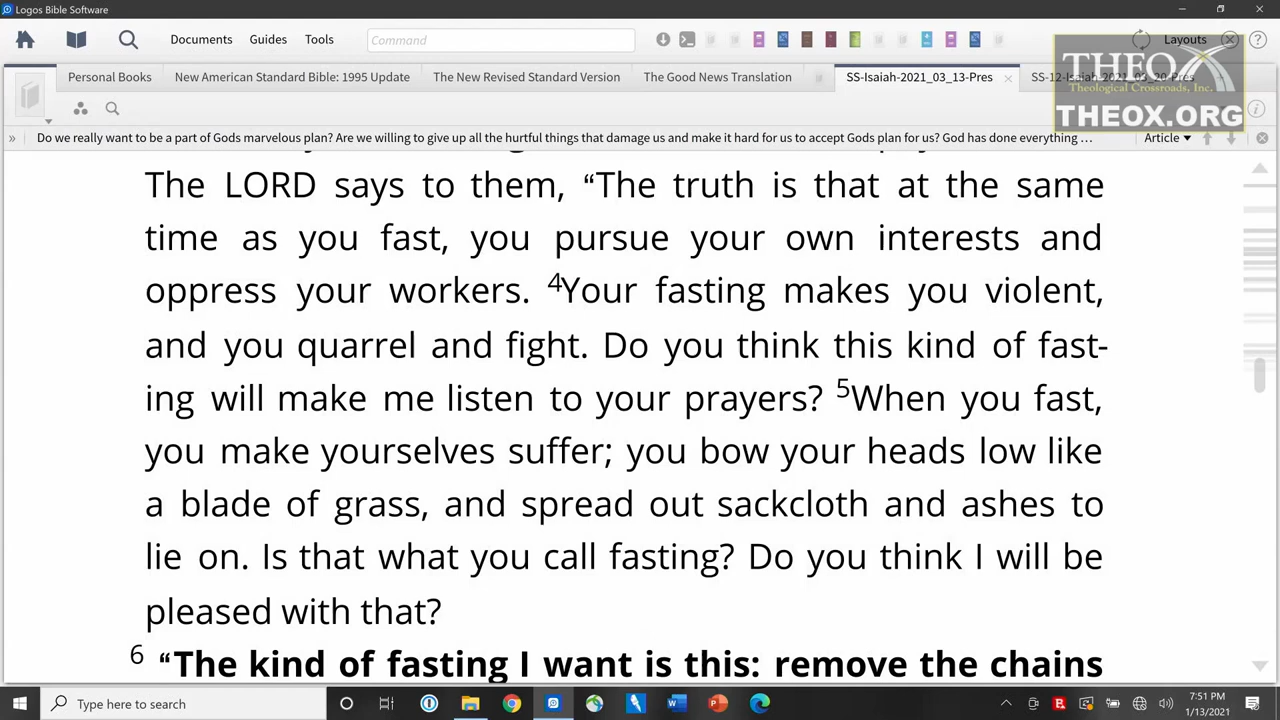 Logos Bible Software
Documents Guides Tools Command Layouts
Personal Books New American Standard Bible: 1995 Upda The New Revised Standard Version The Good News Translation SS-Isaiah-2021_03_13-Pres SS-12-Isaiah-2021_03_20-Pres
THEOX
Theological Crossroads, Inc.
THEOX.ORG
Do we really want to be a part of Gods marvelous plan? Are we willing to give up all the hurtful things that damage us and make it hard for us to accept Gods plan for us? God has done everything ... Article
The LORD says to them, “The truth is that at the same
time as you fast, you pursue your own interests and
oppress your workers. 4Your fasting makes you violent,
and you quarrel and fight. Do you think this kind of fast-
ing will make me listen to your prayers? 5When you fast,
you make yourselves suffer; you bow your heads low like
a blade of grass, and spread out sackcloth and ashes to
lie on. Is that what you call fasting? Do you think I will be
pleased with that?
6 “The kind of fasting I want is this: remove the chains
Type here to search
7:51 PM
1/13/2021